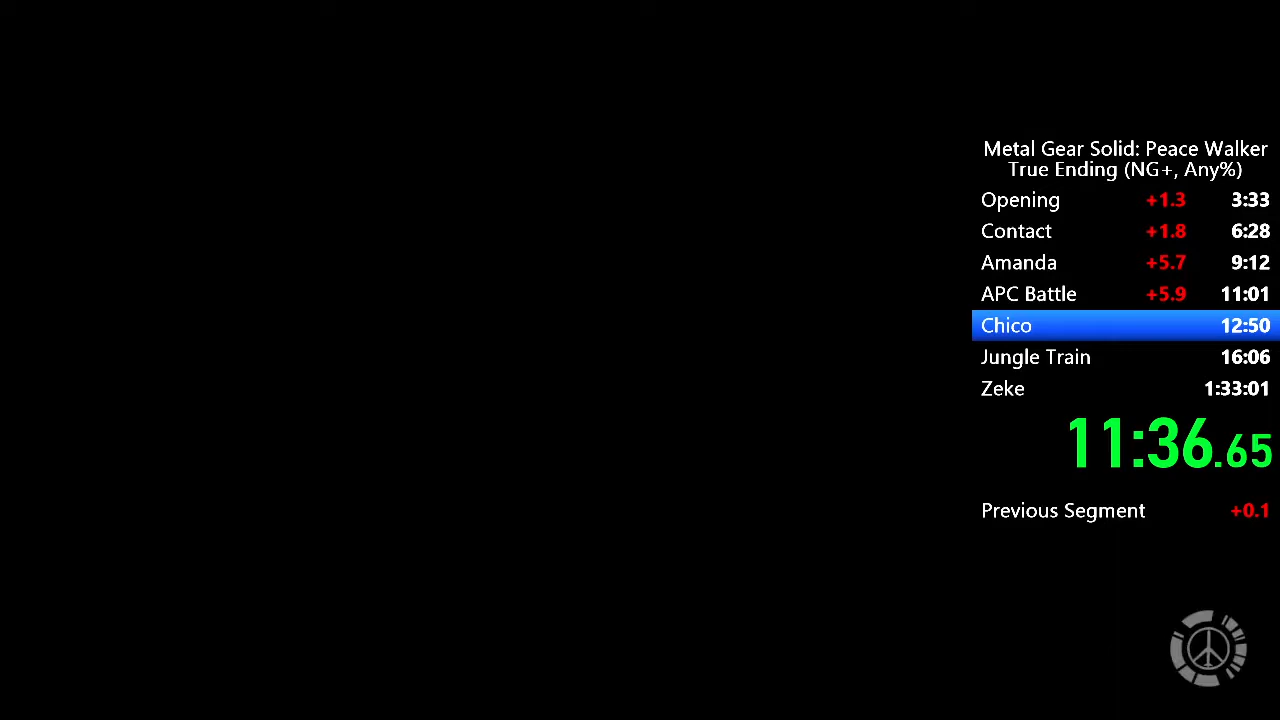 Metal Gear Solid: Peace Walker
True Ending (NG+, Any%)
Opening +1.3 3:33
Contact +1.8 6:28
Amanda +5.7 9:12
APC Battle +5.9 11:01
Chico 12:50
Jungle Train 16:06
Zeke 1:33:01
11:36.65
Previous Segment +0.1